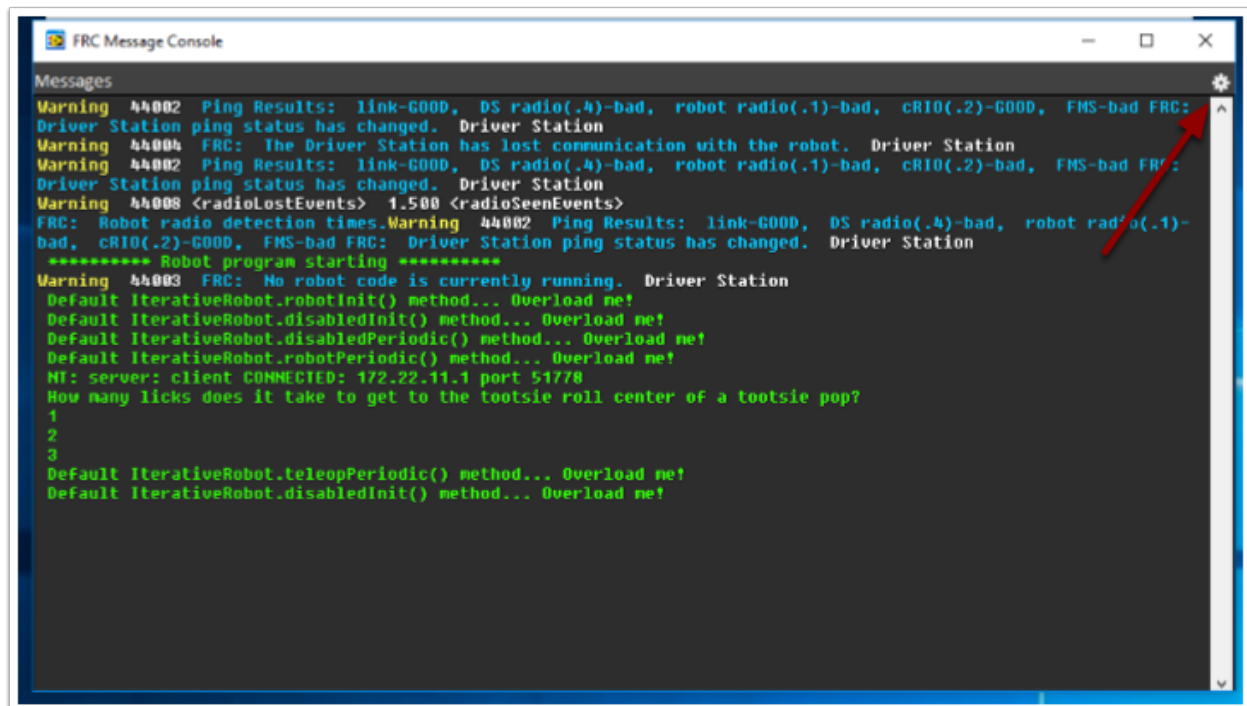 FRC Message Console
Messages
Warning 44002 Ping Results: link-GOOD, DS radio(.4)-bad, robot radio(.1)-bad, cRIO(.2)-GOOD, FMS-bad FRC:
Driver Station ping status has changed. Driver Station
Warning 44004 FRC: The Driver Station has lost communication with the robot. Driver Station
Warning 44002 Ping Results: link-GOOD, DS radio(.4)-bad, robot radio(.1)-bad, cRIO(.2)-bad, FMS-bad FRC:
Driver Station ping status has changed. Driver Station
Warning 44008 <radioLostEvents> 1.500 <radioSeenEvents>
FRC: Robot radio detection times.Warning 44002 Ping Results: link-GOOD, DS radio(.4)-bad, robot radio(.1)-
bad, cRIO(.2)-GOOD, FMS-bad FRC: Driver Station ping status has changed. Driver Station
********** Robot program starting **********
Warning 44003 FRC: No robot code is currently running. Driver Station
Default IterativeRobot.robotInit() method... Overload me!
Default IterativeRobot.disabledInit() method... Overload me!
Default IterativeRobot.disabledPeriodic() method... Overload me!
Default IterativeRobot.robotPeriodic() method... Overload me!
NT: server: client CONNECTED: 172.22.11.1 port 51778
How many licks does it take to get to the tootsie roll center of a tootsie pop?
1
2
3
Default IterativeRobot.teleopPeriodic() method... Overload me!
Default IterativeRobot.disabledInit() method... Overload me!